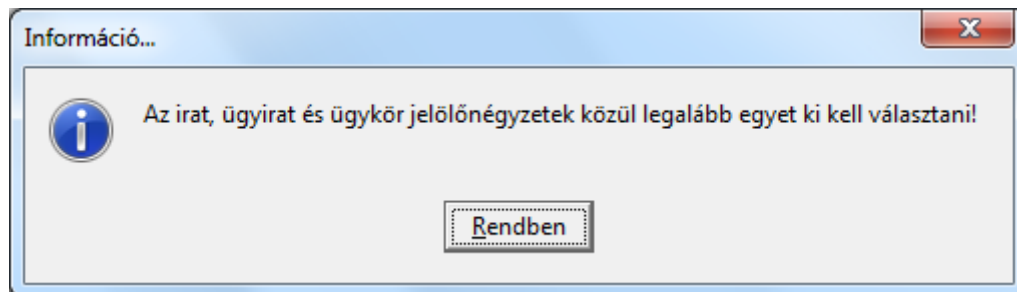 Információ...
Az irat, ügyirat és ügykör jelölőnégyzetek közül legalább egyet ki kell választani!
Rendben